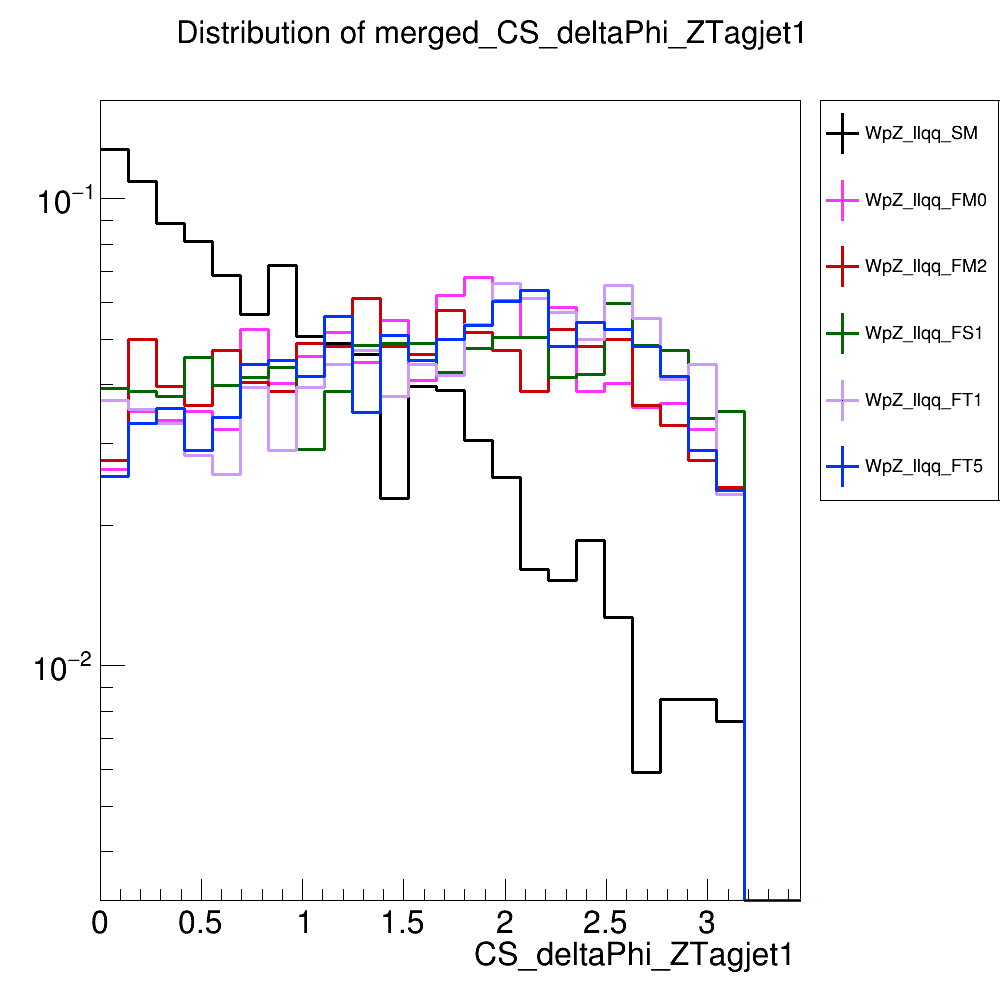 Distribution of merged_CS_deltaPhi_ZTagjet1
10⁻¹
10⁻²
0 0.5 1 1.5 2 2.5 3
CS_deltaPhi_ZTagjet1
WpZ_llqq_SM
WpZ_llqq_FM0
WpZ_llqq_FM2
WpZ_llqq_FS1
WpZ_llqq_FT1
WpZ_llqq_FT5